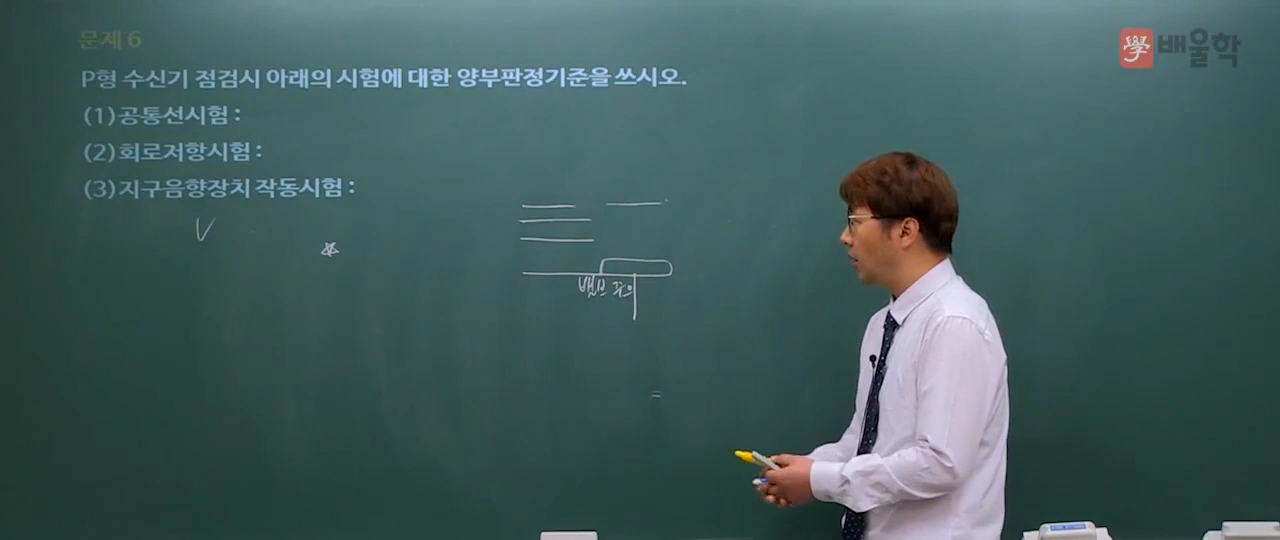 문제 6
學 배울학
P형 수신기 점검시 아래의 시험에 대한 양부판정기준을 쓰시오.
(1) 공통선시험 :
(2) 회로저항시험 :
(3) 지구음향장치 작동시험 :